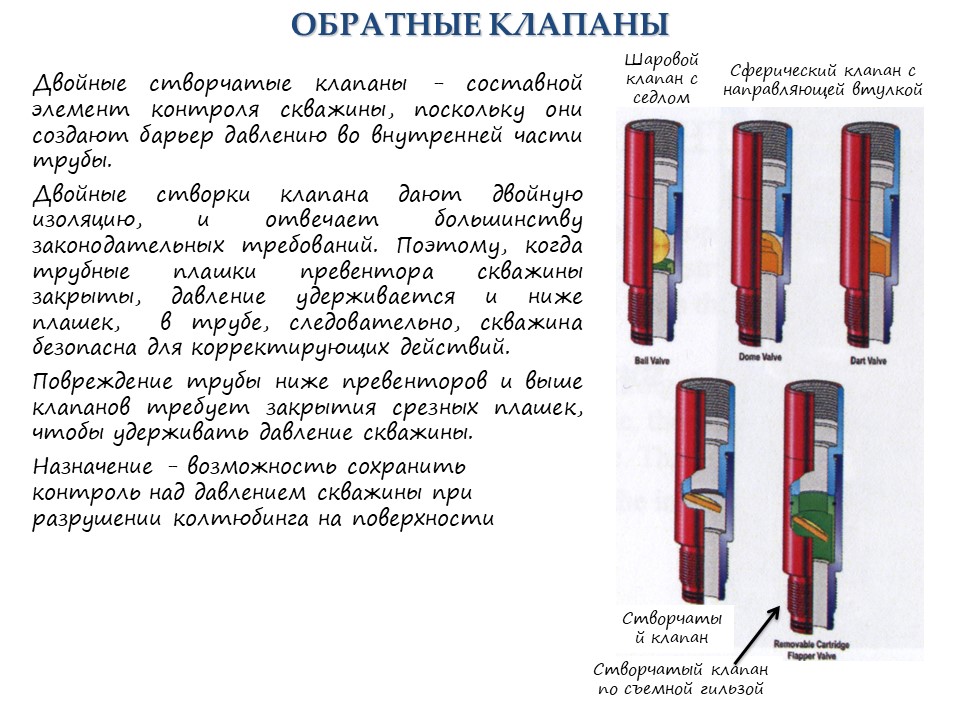 ОБРАТНЫЕ КЛАПАНЫ
Двойные створчатые клапаны - составной
элемент контроля скважины, поскольку они
создают барьер давлению во внутренней части
трубы.
Двойные створки клапана дают двойную
изоляцию, и отвечает большинству
законодательных требований. Поэтому, когда
трубные плашки превентора скважины
закрыты, давление удерживается и ниже
плашек, в трубе, следовательно, скважина
безопасна для корректирующих действий.
Повреждение трубы ниже превенторов и выше
клапанов требует закрытия срезных плашек,
чтобы удерживать давление скважины.
Назначение - возможность сохранить
контроль над давлением скважины при
разрушении колтюбинга на поверхности
Шаровой
клапан с
седлом
Сферический клапан с
направляющей втулкой
Ball Valve
Dome Valve
Dart Valve
Створчаты
й клапан
Removable Cartridge
Flapper Valve
Створчатый клапан
по съемной гильзой